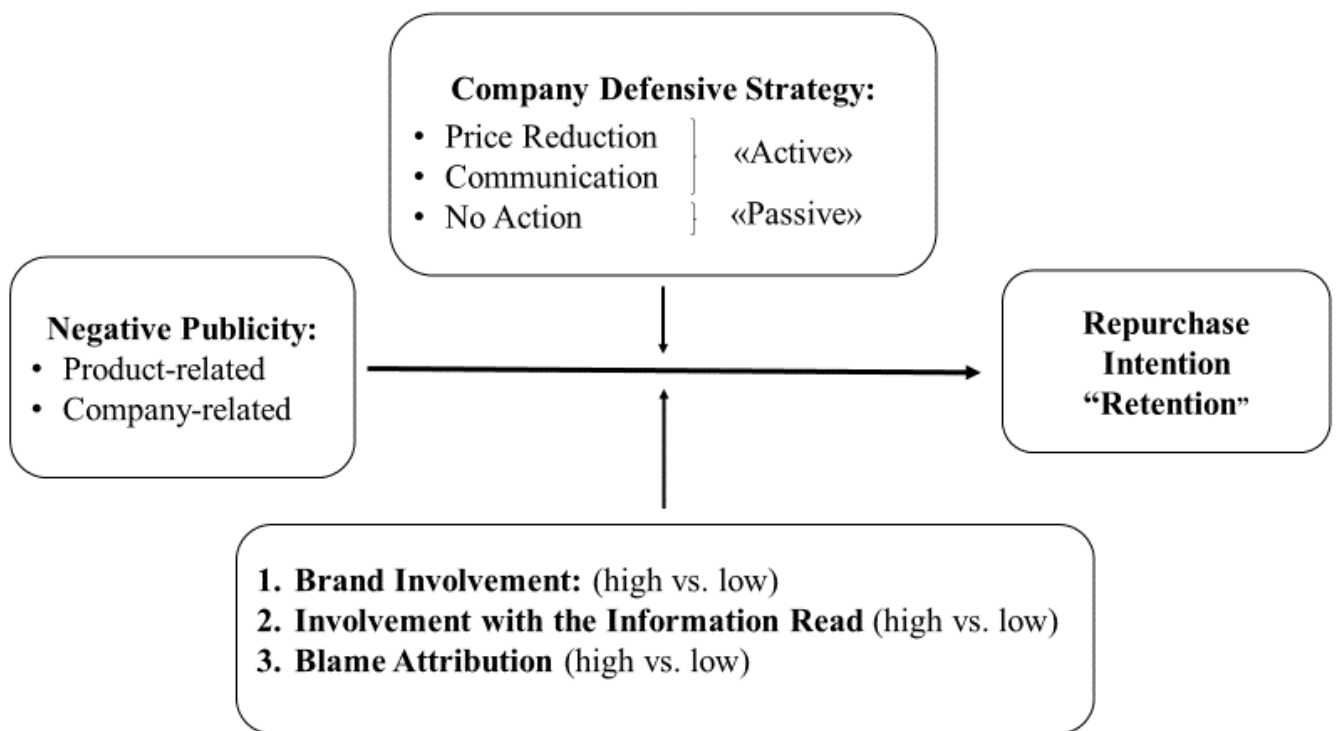 Company Defensive Strategy:
• Price Reduction
• Communication
«Active»
• No Action
«Passive»
Negative Publicity:
• Product-related
• Company-related
Repurchase
Intention
“Retention”
1. Brand Involvement: (high vs. low)
2. Involvement with the Information Read (high vs. low)
3. Blame Attribution (high vs. low)